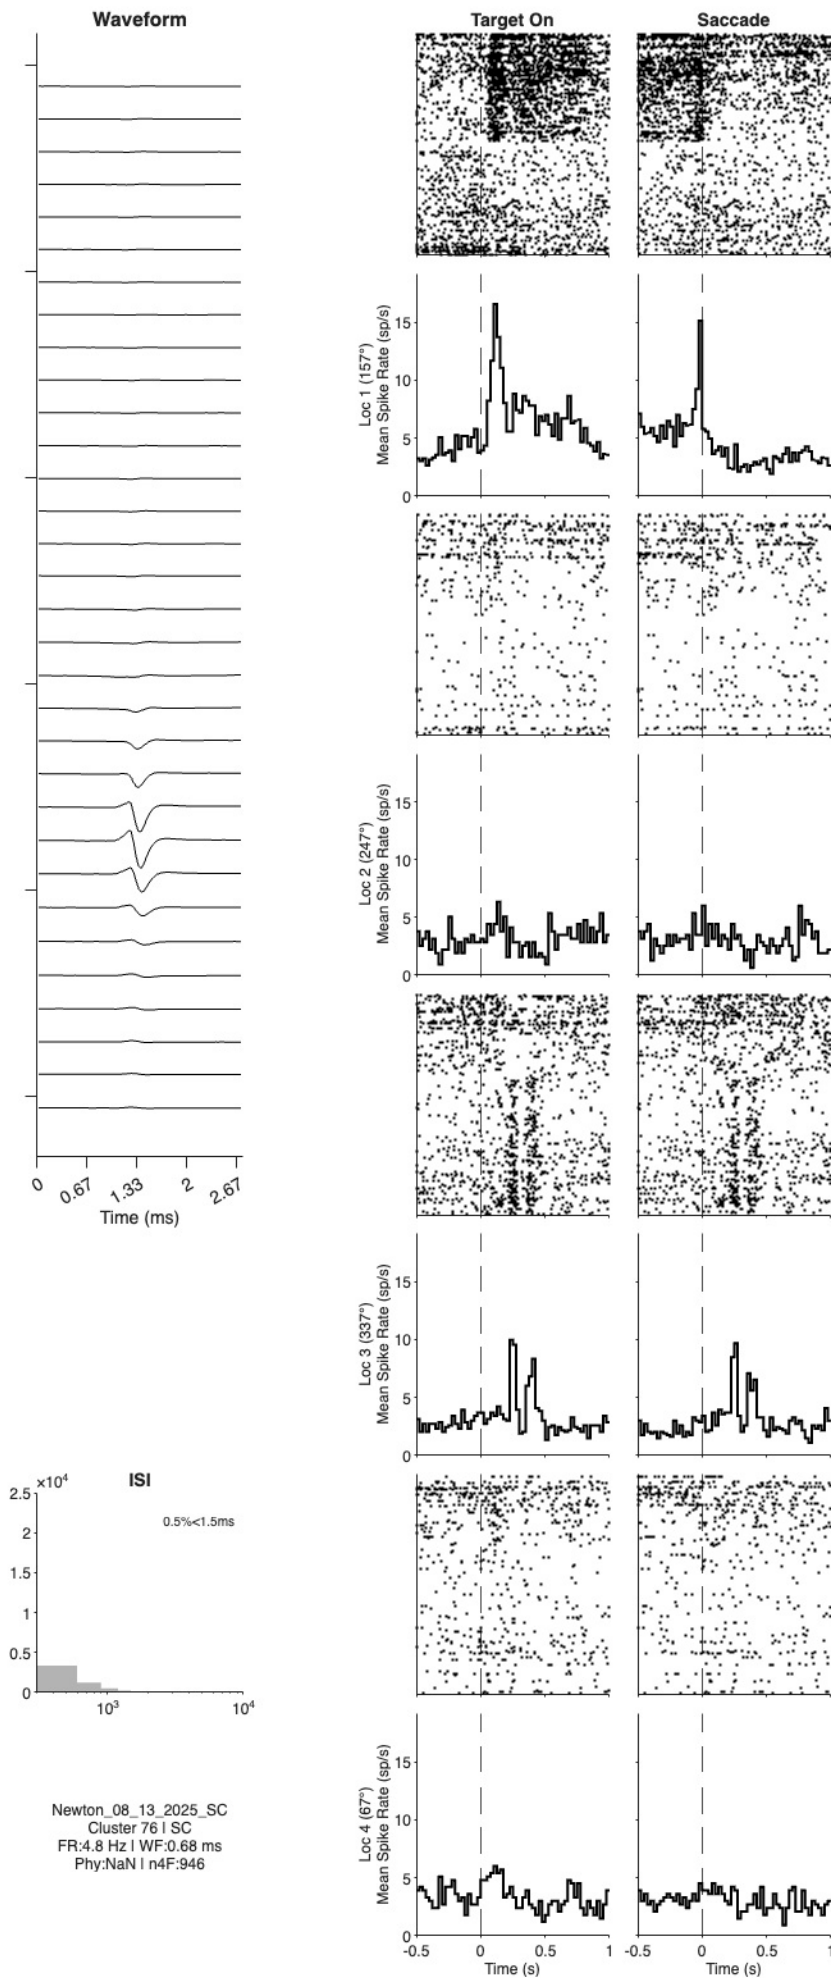 Waveform
Target On
Saccade
Loc 1 (157°)
Mean Spike Rate (sp/s)
15
10
5
0
Loc 2 (247°)
Mean Spike Rate (sp/s)
15
10
5
0
0
0.67
1.33
2
2.67
Time (ms)
Loc 3 (337°)
Mean Spike Rate (sp/s)
15
10
5
0
×10⁴
ISI
2.5
2
1.5
1
0.5
0
0.5%<1.5ms
10³
10⁴
Newton_08_13_2025_SC
Cluster 76 | SC
FR:4.8 Hz | WF:0.68 ms
Phy:NaN | n4F:946
Loc 4 (67°)
Mean Spike Rate (sp/s)
15
10
5
0
-0.5
0
0.5
1
Time (s)
-0.5
0
0.5
1
Time (s)